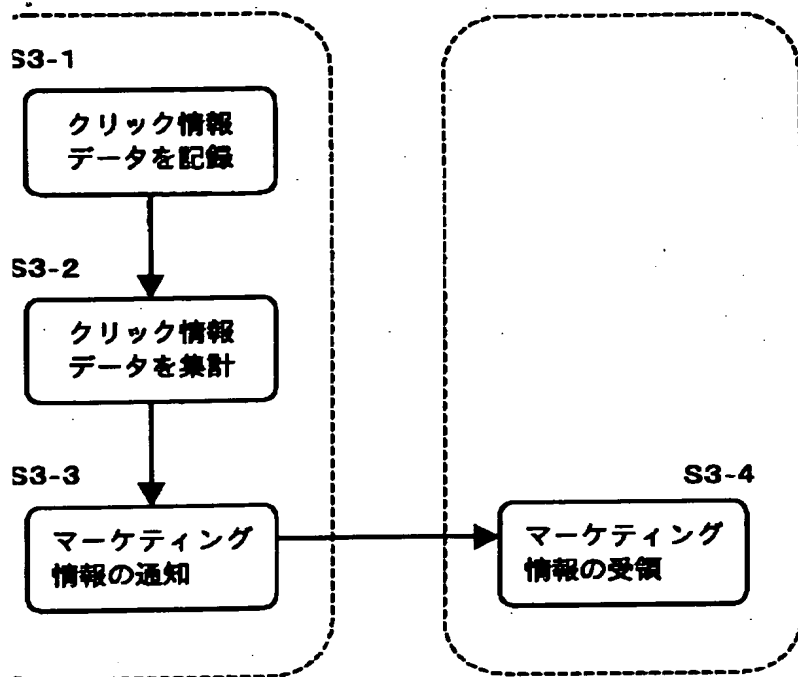 S3-1
クリック情報
データを記録
S3-2
クリック情報
データを集計
S3-3
マーケティング
情報の通知
S3-4
マーケティング
情報の受領